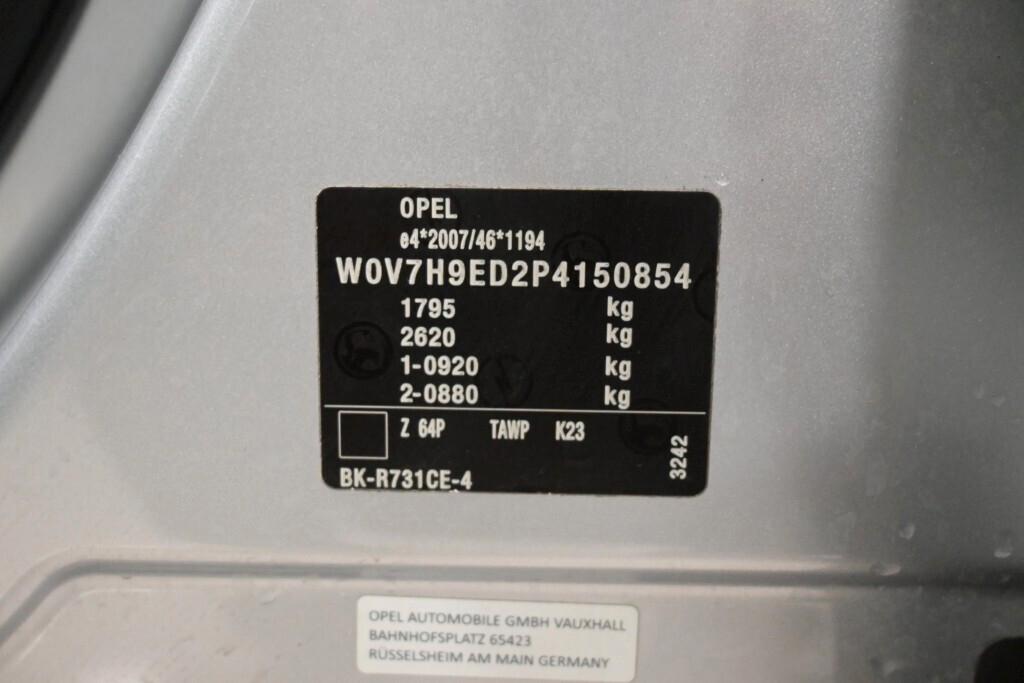 OPEL
e4*2007/46*1194
W0V7H9ED2P4150854
1795 kg
2620 kg
1-0920 kg
2-0880 kg
Z 64P TAWP K23
3242
BK-R731CE-4
OPEL AUTOMOBILE GMBH VAUXHALL
BAHNHOFSPLATZ 65423
RÜSSELSHEIM AM MAIN GERMANY